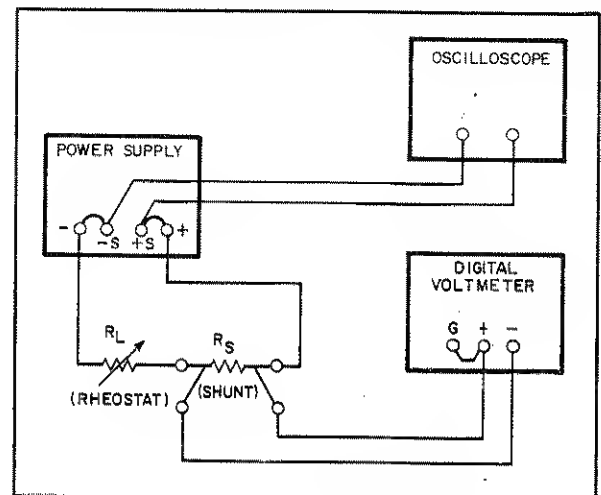 OSCILLOSCOPE
POWER SUPPLY
- -S +S +
DIGITAL
VOLTMETER
G + -
RL
RS
(RHEOSTAT)
(SHUNT)